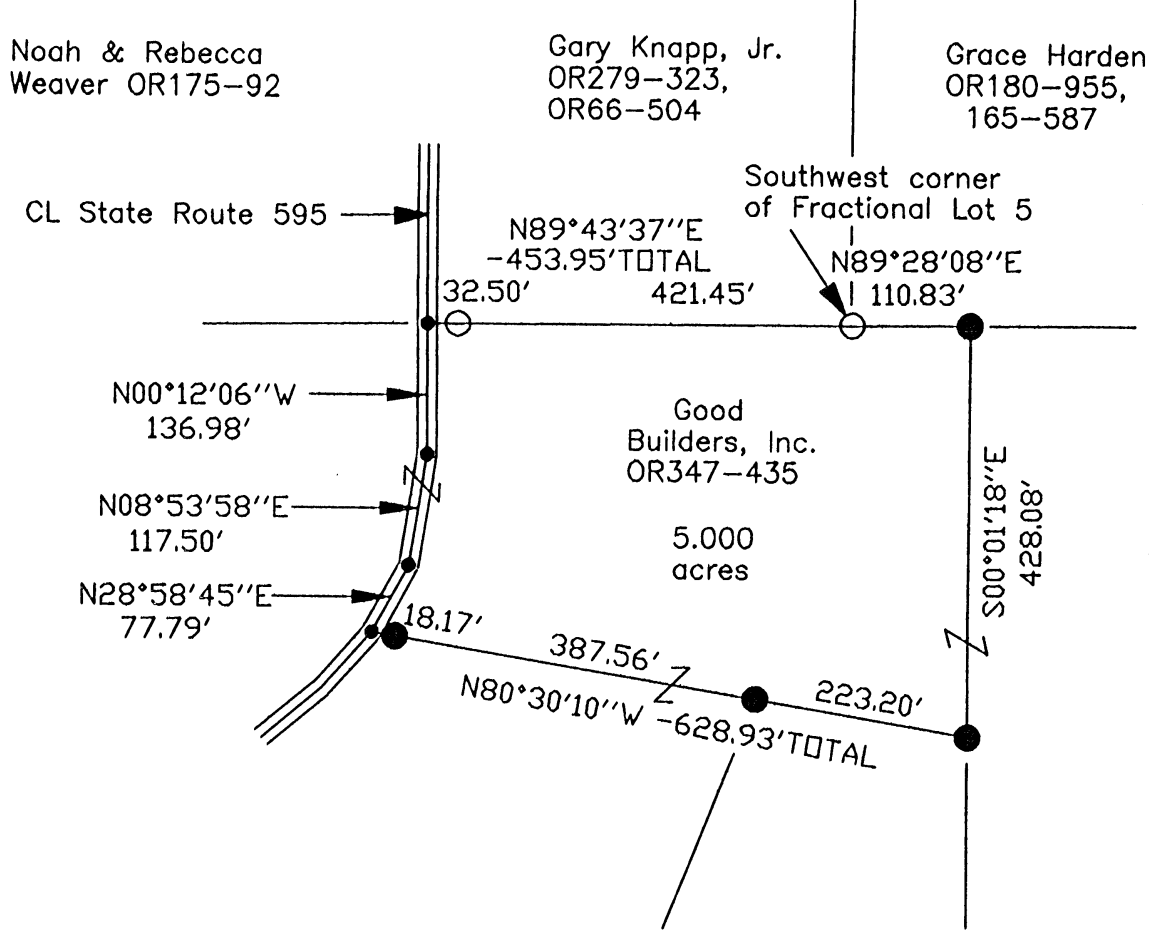 Noah & Rebecca
Weaver OR175-92
Gary Knapp, Jr.
OR279-323,
OR66-504
Grace Harden
OR180-955,
165-587
CL State Route 595
Southwest corner
of Fractional Lot 5
N89°43'37''E
-453.95'TOTAL
32.50'
421.45'
N89°28'08''E
110.83'
N00°12'06''W
136.98'
Good
Builders, Inc.
OR347-435
5.000
acres
N08°53'58''E
117.50'
N28°58'45''E
77.79'
S00°01'18''E
428.08'
18.17'
387.56'
223.20'
N80°30'10''W -628.93'TOTAL